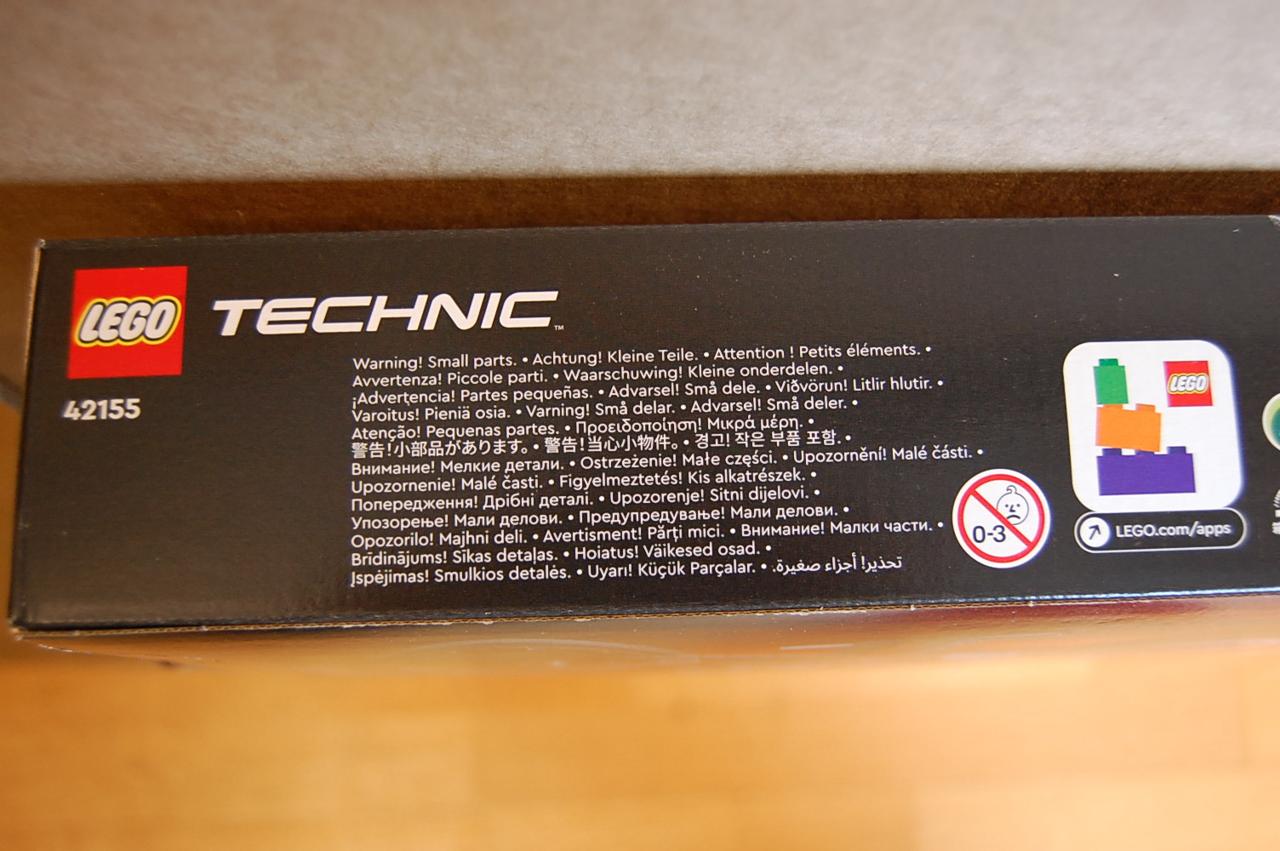 LEGO
TECHNIC™
42155
Warning! Small parts. • Achtung! Kleine Teile. • Attention ! Petits éléments. •
Avvertenza! Piccole parti. • Waarschuwing! Kleine onderdelen. •
¡Advertencia! Partes pequeñas. • Advarsel! Små dele. • Viðvörun! Litlir hlutir. •
Varoitus! Pieniä osia. • Varning! Små delar. • Advarsel! Små deler. •
Atenção! Pequenas partes. • Προειδοποίηση! Μικρά μέρη. •
警告!小部品があります。 • 警告!当心小物件。 • 경고! 작은 부품 포함. •
Внимание! Мелкие детали. • Ostrzeżenie! Małe części. • Upozornění! Malé části. •
Upozornenie! Malé časti. • Figyelmeztetés! Kis alkatrészek. •
Попередження! Дрібні деталі. • Upozorenje! Sitni dijelovi. •
Упозорење! Мали делови. • Предупредување! Мали делови. •
Opozorilo! Majhni deli. • Avertisment! Părți mici. • Внимание! Малки части. •
Brīdinājums! Sīkas detaļas. • Hoiatus! Väikesed osad. •
Įspėjimas! Smulkios detalės. • Uyarı! Küçük Parçalar. • تحذير! أجزاء صغيرة.
0-3
LEGO
LEGO.com/apps